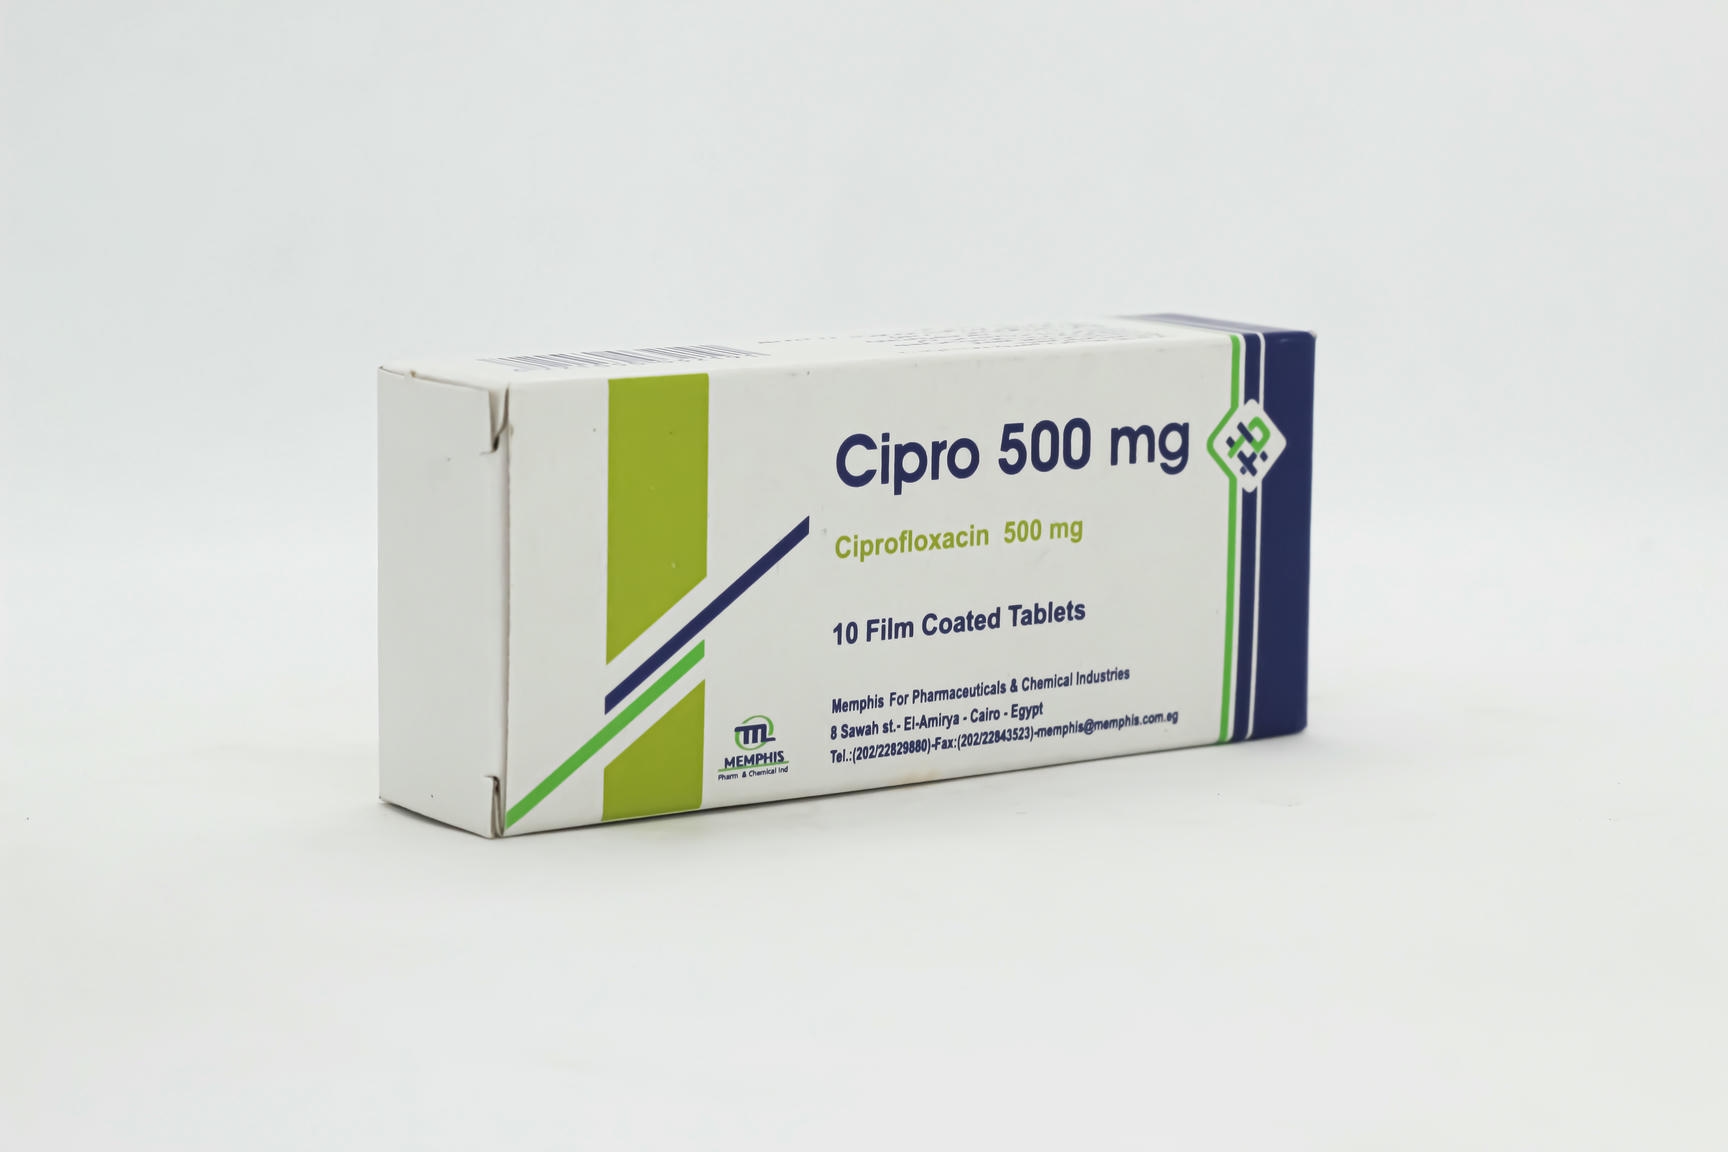 Cipro 500 mg
Ciprofloxacin 500 mg
10 Film Coated Tablets
Memphis For Pharmaceuticals & Chemical Industries
8 Sawah st.- El-Amirya - Cairo - Egypt
Tel.:(202/22829880)-Fax:(202/22843523)-memphis@memphis.com.eg
MEMPHIS
Pharm & Chemical Ind